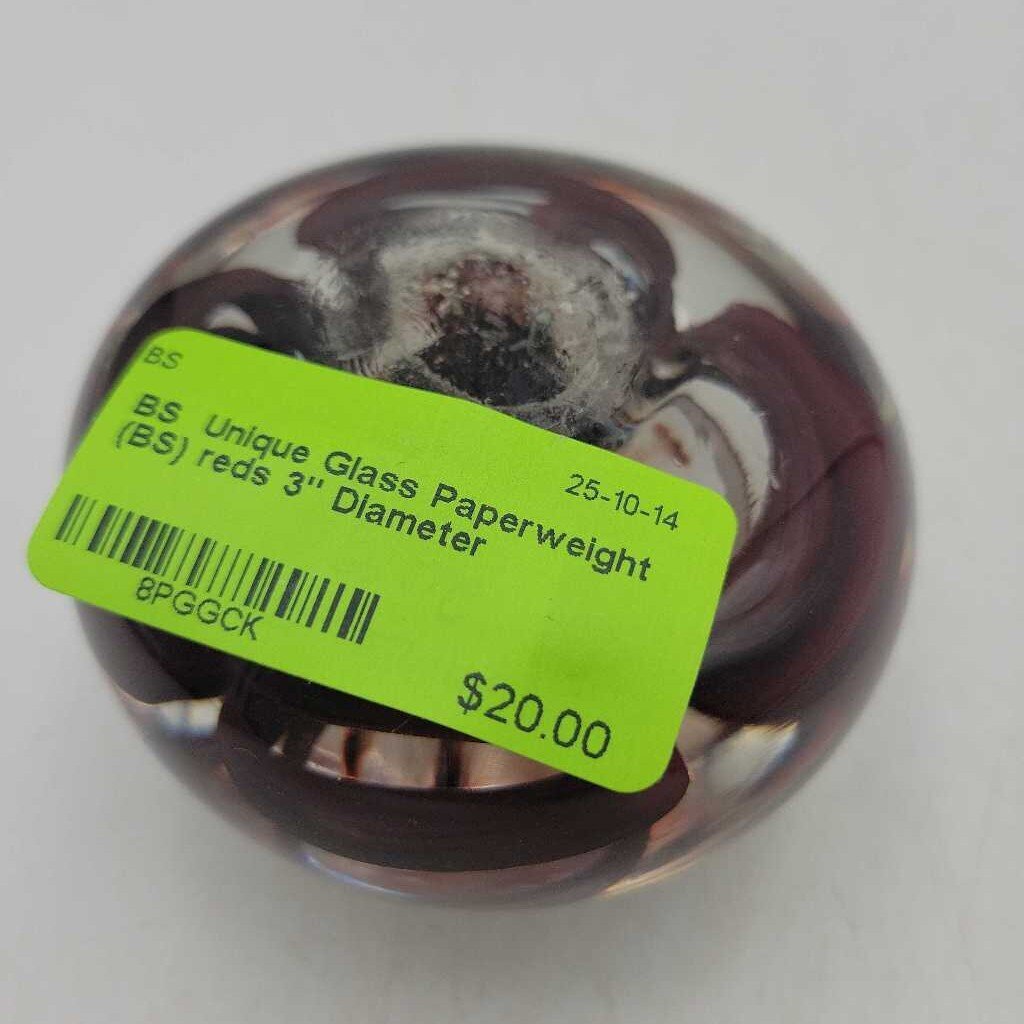 BS
25-10-14
BS Unique Glass Paperweight
(BS) reds 3" Diameter
8PGGCK
$20.00